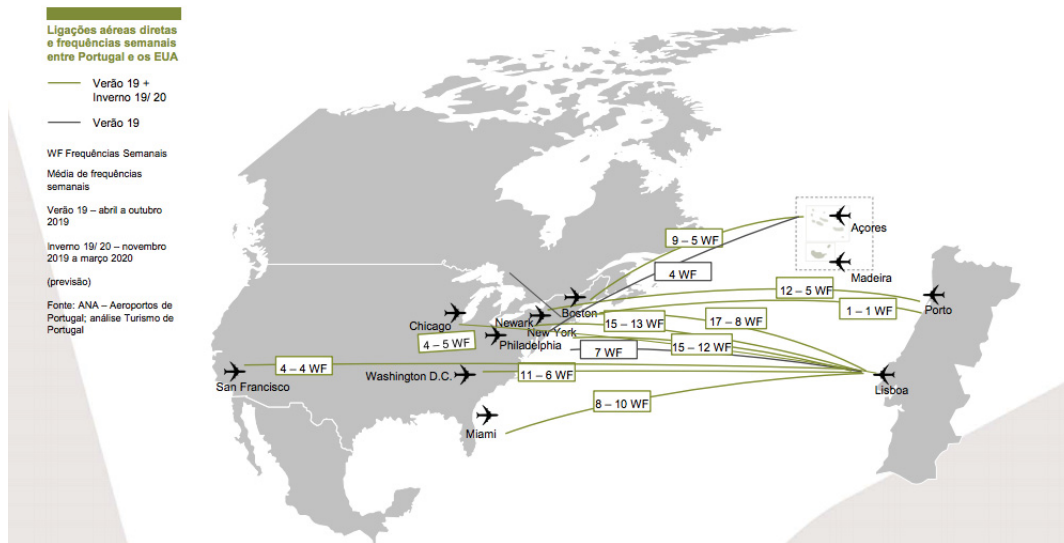 Ligações aéreas diretas
e frequências semanais
entre Portugal e os EUA
Verão 19 +
Inverno 19/ 20
Verão 19
WF Frequências Semanais
Média de frequências
semanais
Verão 19 – abril a outubro
2019
Inverno 19/ 20 – novembro
2019 a março 2020
(previsão)
Fonte: ANA – Aeroportos de
Portugal; análise Turismo de
Portugal
9 – 5 WF
Açores
4 WF
Madeira
12 – 5 WF
Boston
1 – 1 WF
Porto
Chicago
Newark
15 – 13 WF
17 – 8 WF
New York
4 – 5 WF
Philadelphia
7 WF
15 – 12 WF
4 – 4 WF
San Francisco
Washington D.C.
11 – 6 WF
Lisboa
8 – 10 WF
Miami